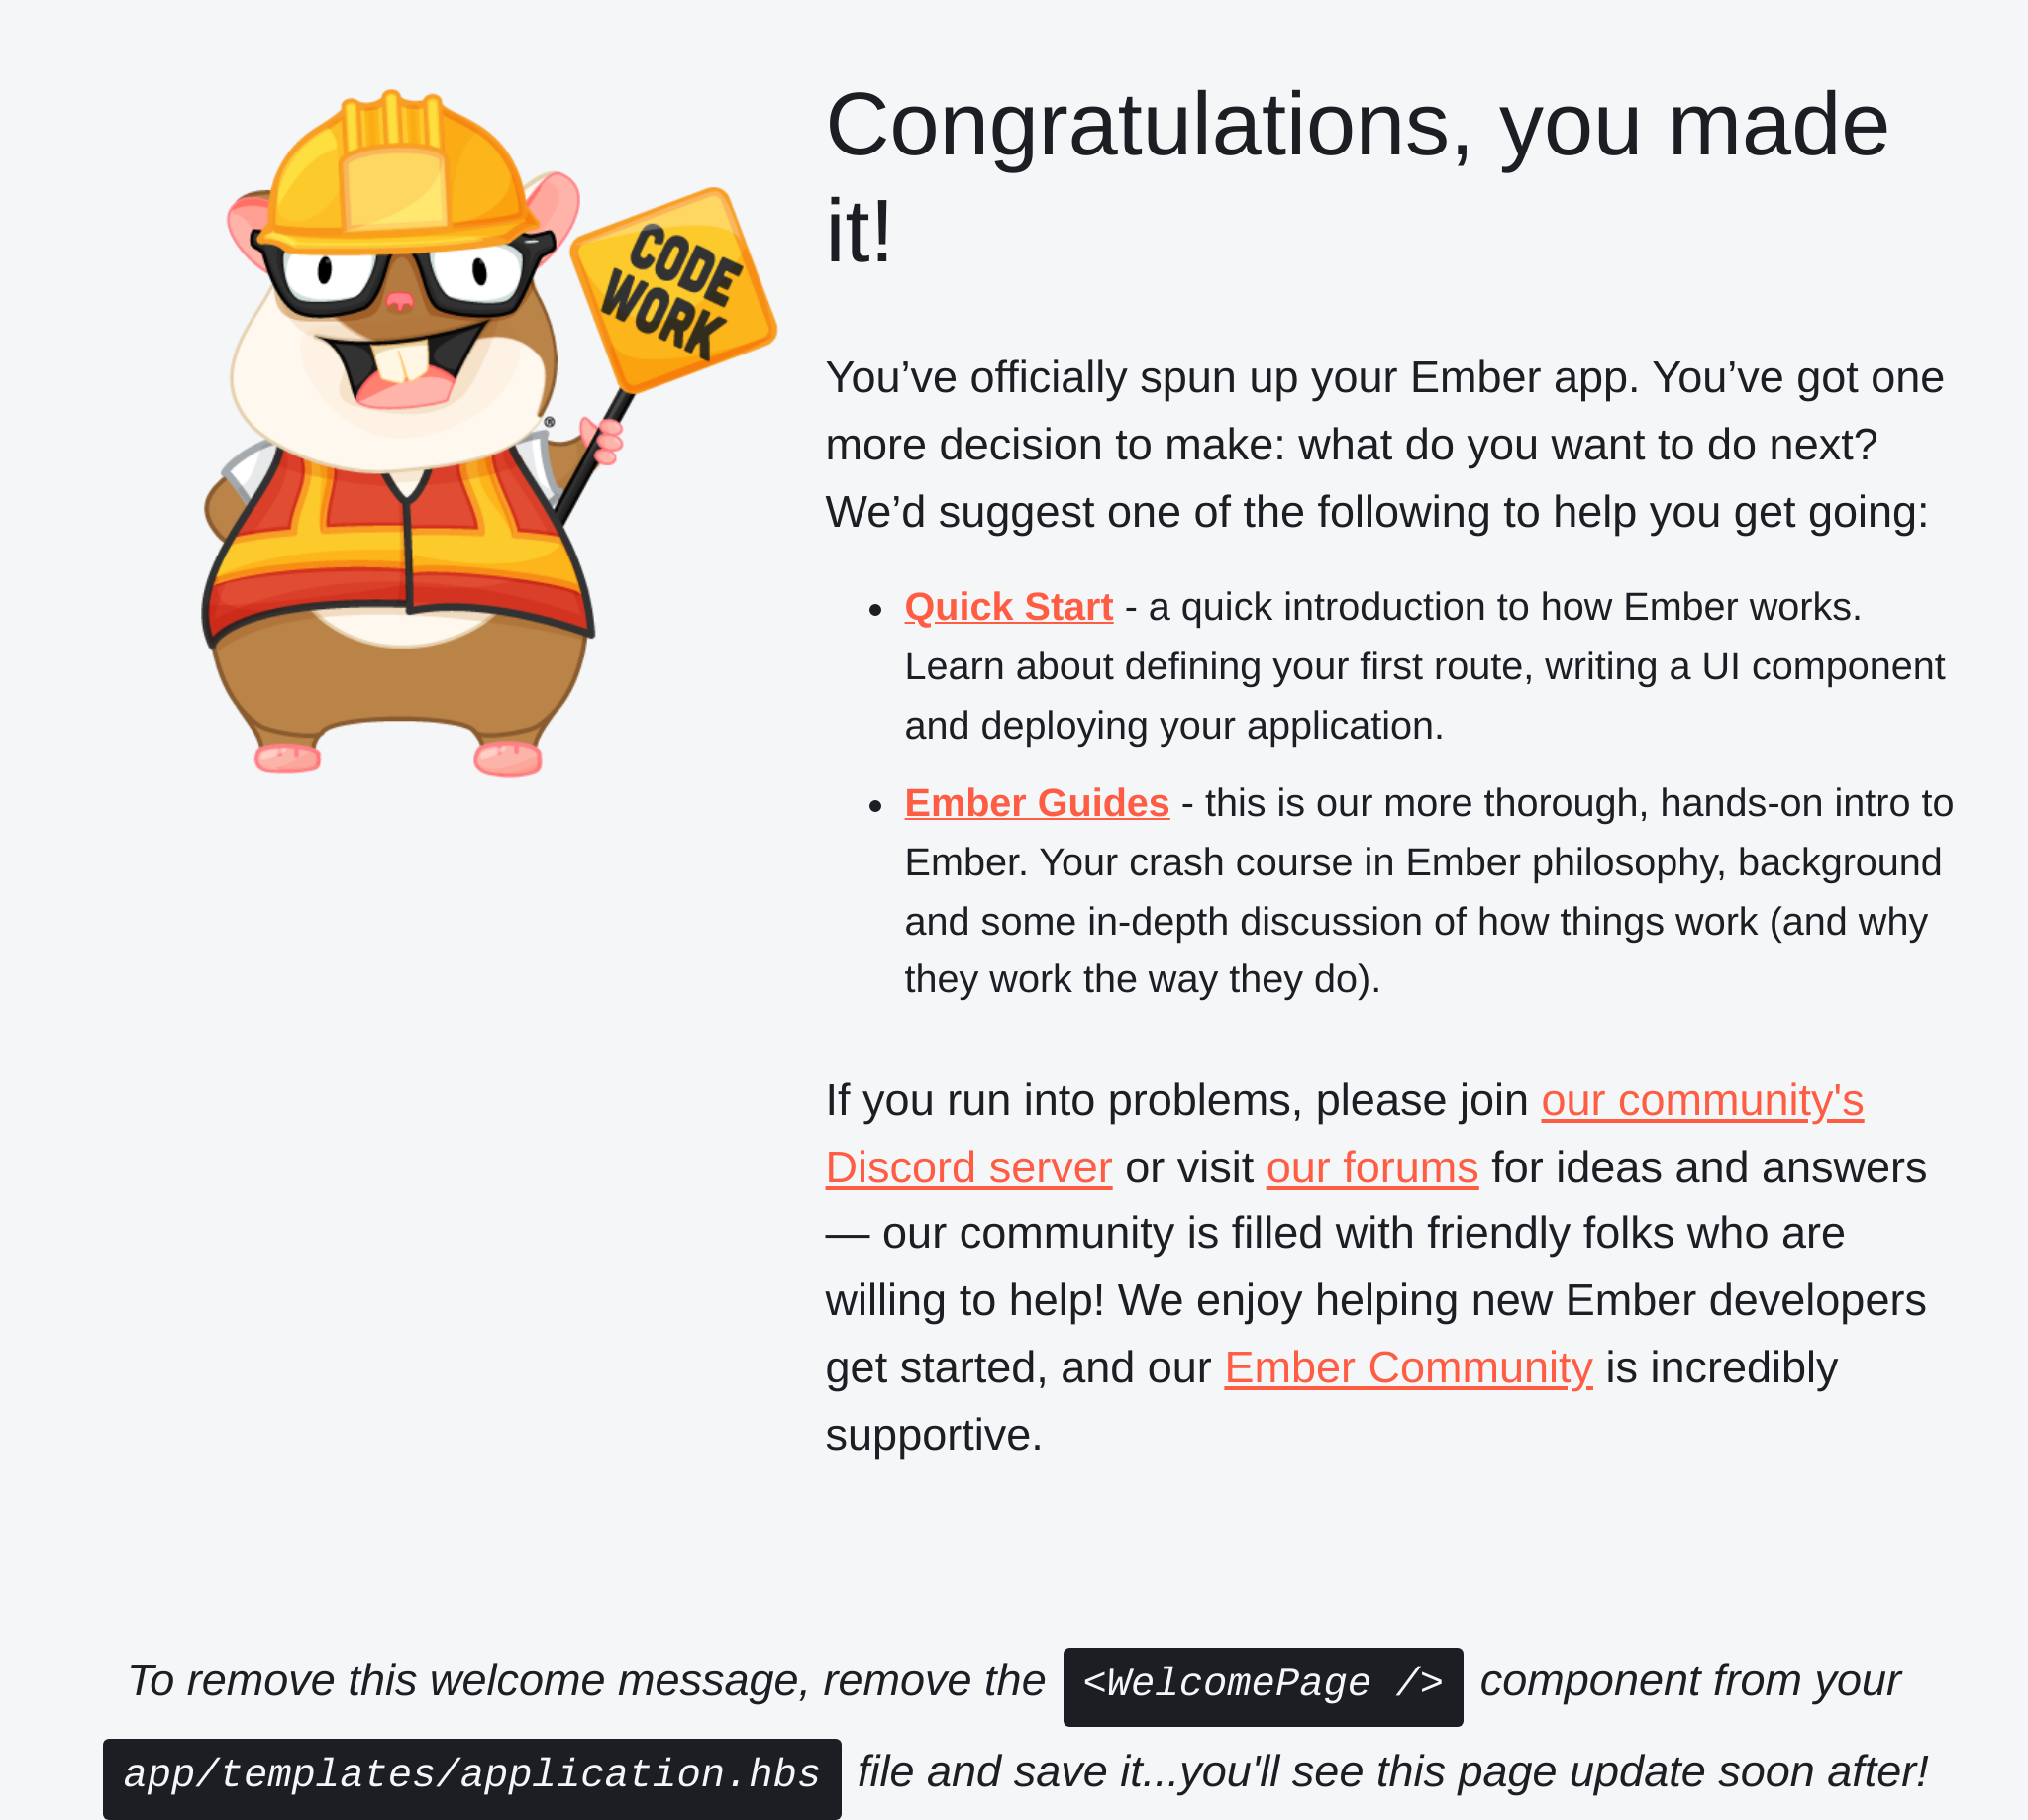 Congratulations, you made
it!
CODE
WORK
®
You’ve officially spun up your Ember app. You’ve got one
more decision to make: what do you want to do next?
We’d suggest one of the following to help you get going:
• Quick Start - a quick introduction to how Ember works.
Learn about defining your first route, writing a UI component
and deploying your application.
• Ember Guides - this is our more thorough, hands-on intro to
Ember. Your crash course in Ember philosophy, background
and some in-depth discussion of how things work (and why
they work the way they do).
If you run into problems, please join our community's
Discord server or visit our forums for ideas and answers
— our community is filled with friendly folks who are
willing to help! We enjoy helping new Ember developers
get started, and our Ember Community is incredibly
supportive.
To remove this welcome message, remove the <WelcomePage /> component from your
app/templates/application.hbs file and save it...you'll see this page update soon after!